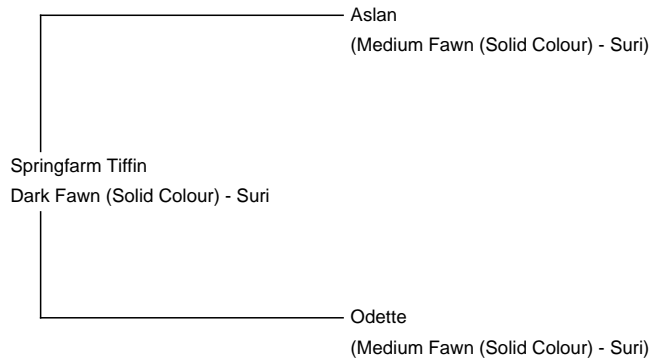 Aslan
(Medium Fawn (Solid Colour) - Suri)
Springfarm Tiffin
Dark Fawn (Solid Colour) - Suri
Odette
(Medium Fawn (Solid Colour) - Suri)